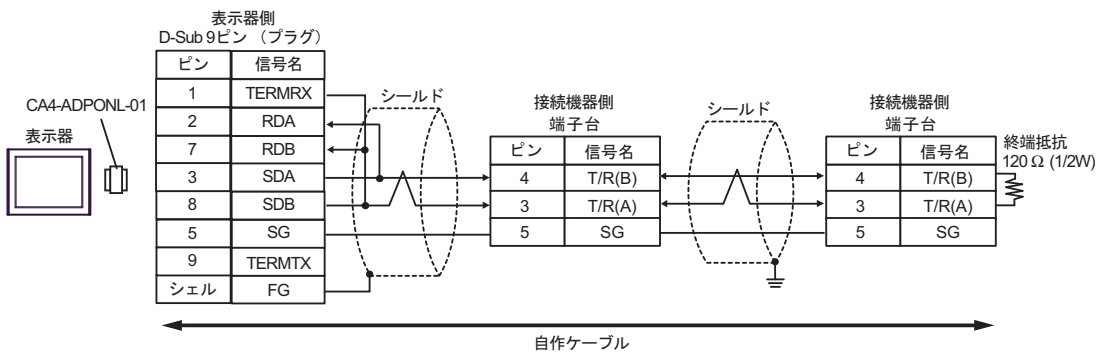 表示器側
D-Sub 9ピン （プラグ）
ピン 信号名
1 TERMRX
2 RDA
7 RDB
3 SDA
8 SDB
5 SG
9 TERMTX
シェル FG
CA4-ADPONL-01
表示器
シールド
接続機器側
端子台
ピン 信号名
4 T/R(B)
3 T/R(A)
5 SG
シールド
接続機器側
端子台
ピン 信号名
4 T/R(B)
3 T/R(A)
5 SG
終端抵抗
120 Ω (1/2W)
自作ケーブル